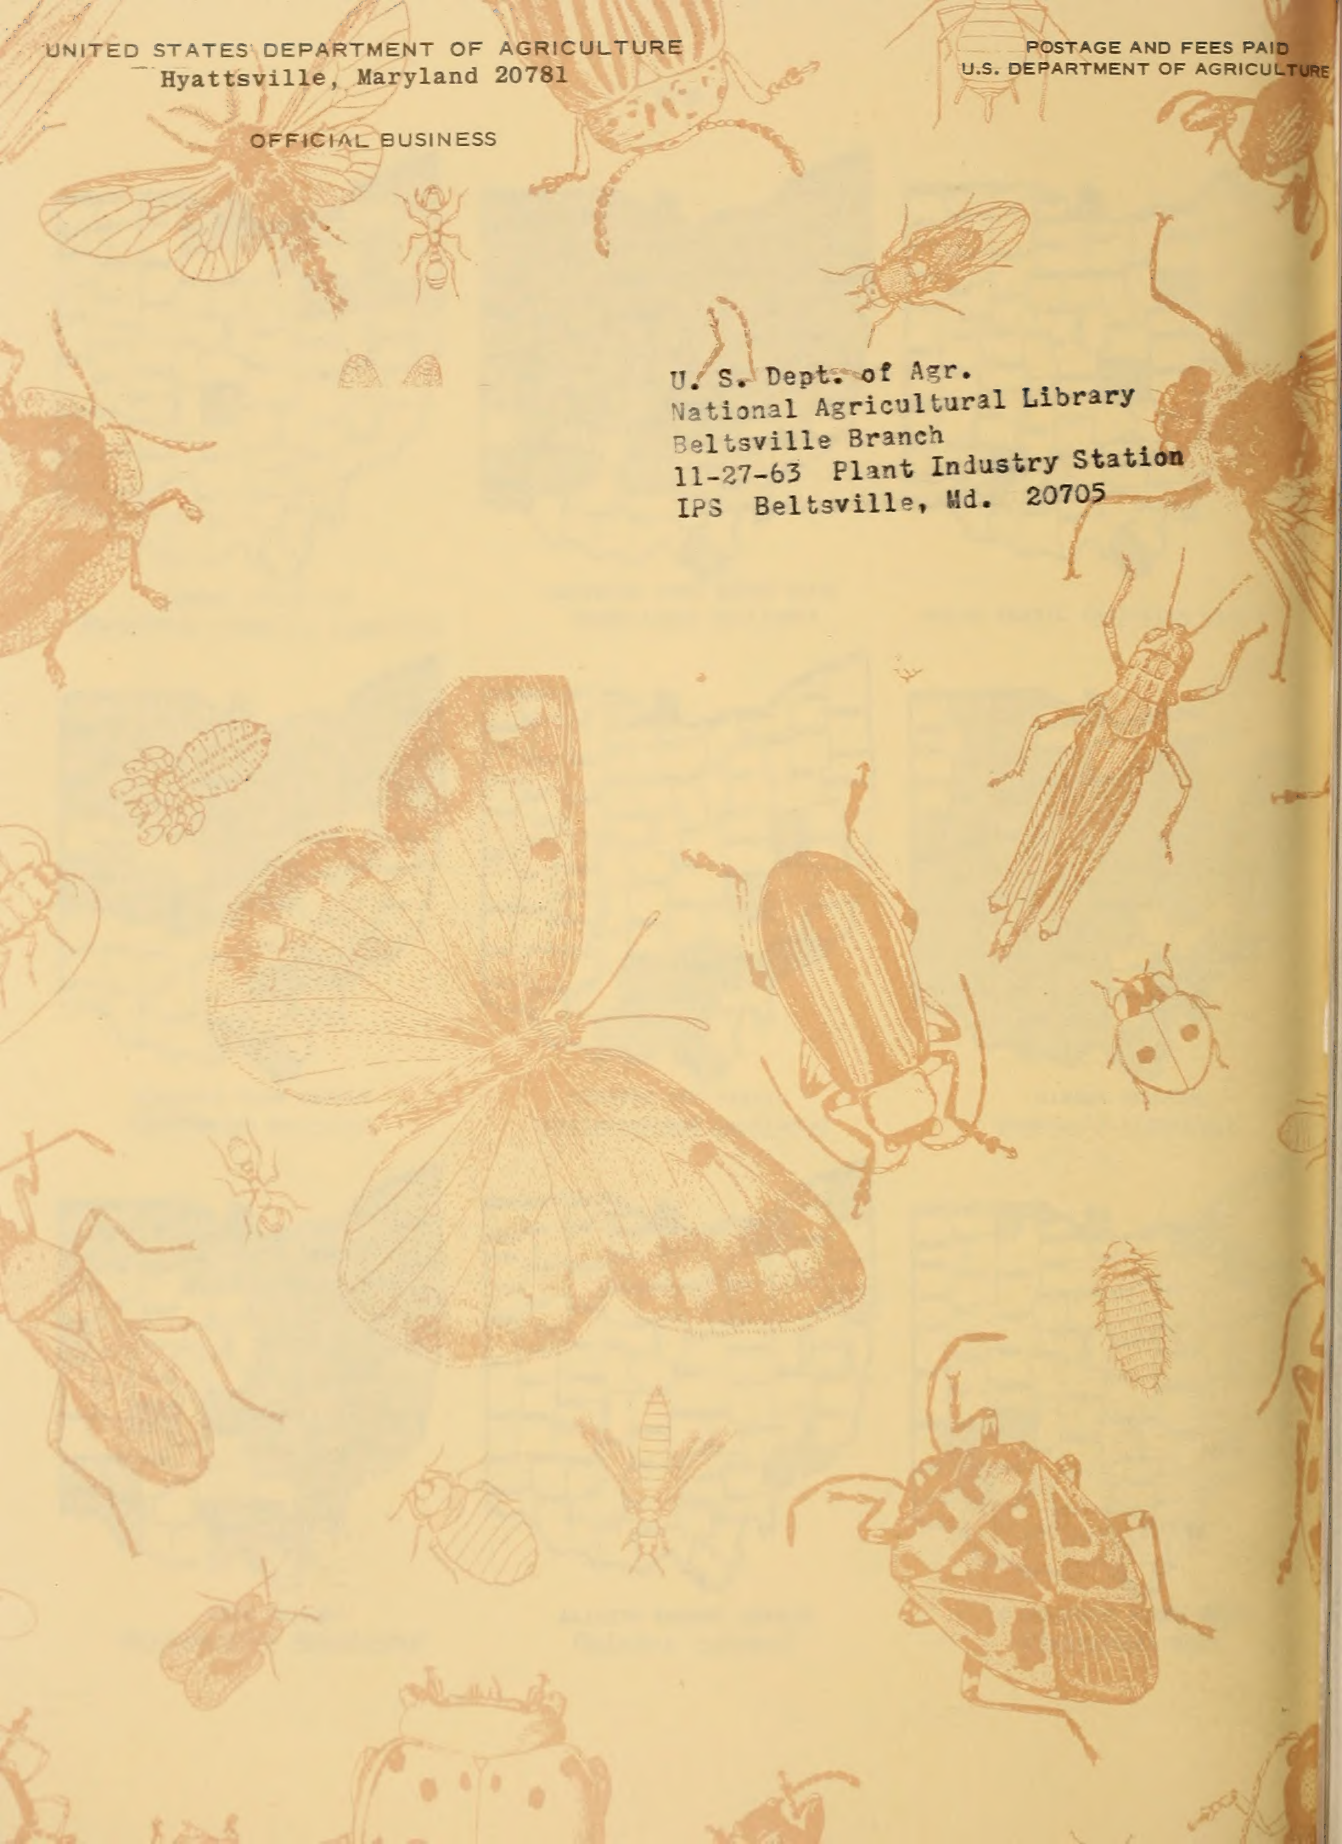 UNITED STATES DEPARTMENT OF AGRICULTURE
Hyattsville, Maryland 20781
OFFICIAL BUSINESS
POSTAGE AND FEES PAID
U.S. DEPARTMENT OF AGRICULTURE
U. S. Dept. of Agr.
National Agricultural Library
Beltsville Branch
11-27-63 Plant Industry Station
IPS Beltsville, Md. 20705